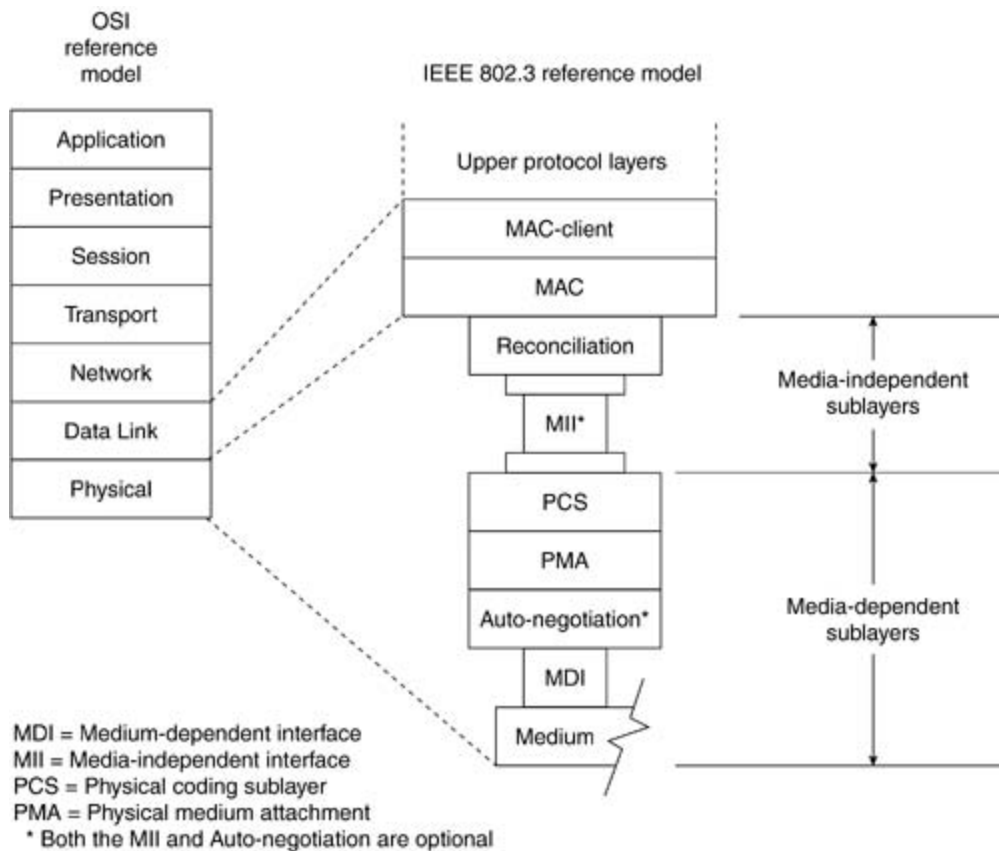 OSI
reference
model
IEEE 802.3 reference model
Application
Presentation
Session
Transport
Network
Data Link
Physical
Upper protocol layers
MAC-client
MAC
Reconciliation
MII*
PCS
PMA
Auto-negotiation*
MDI
Medium
Media-independent
sublayers
Media-dependent
sublayers
MDI = Medium-dependent interface
MII = Media-independent interface
PCS = Physical coding sublayer
PMA = Physical medium attachment
* Both the MII and Auto-negotiation are optional